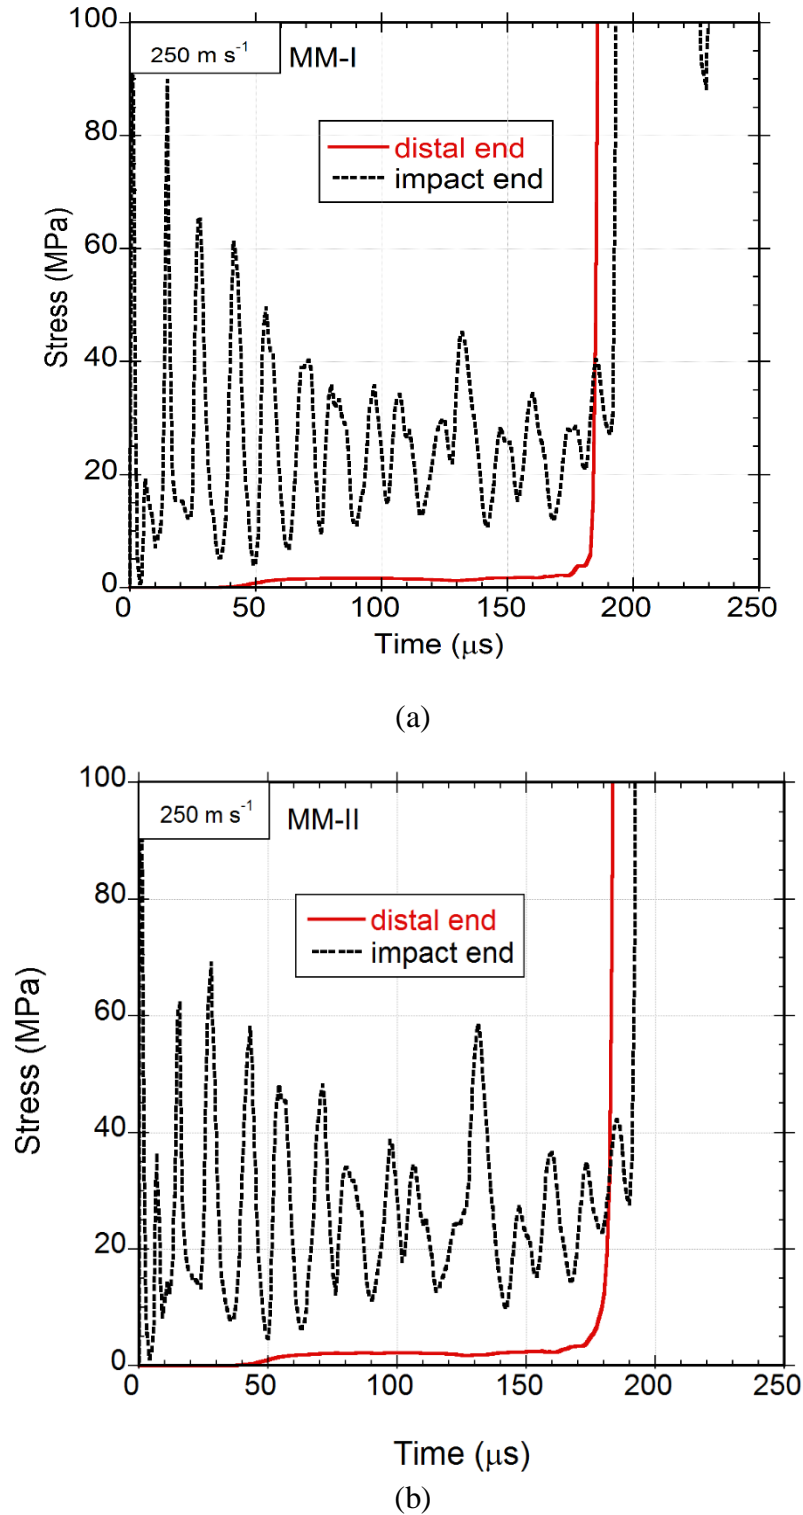 100
250 m s⁻¹
MM-I
80
distal end
impact end
60
Stress (MPa)
40
20
0
0 50 100 150 200 250
Time (μs)
(a)
100
250 m s⁻¹
MM-II
80
distal end
impact end
60
Stress (MPa)
40
20
0
0 50 100 150 200 250
Time (μs)
(b)